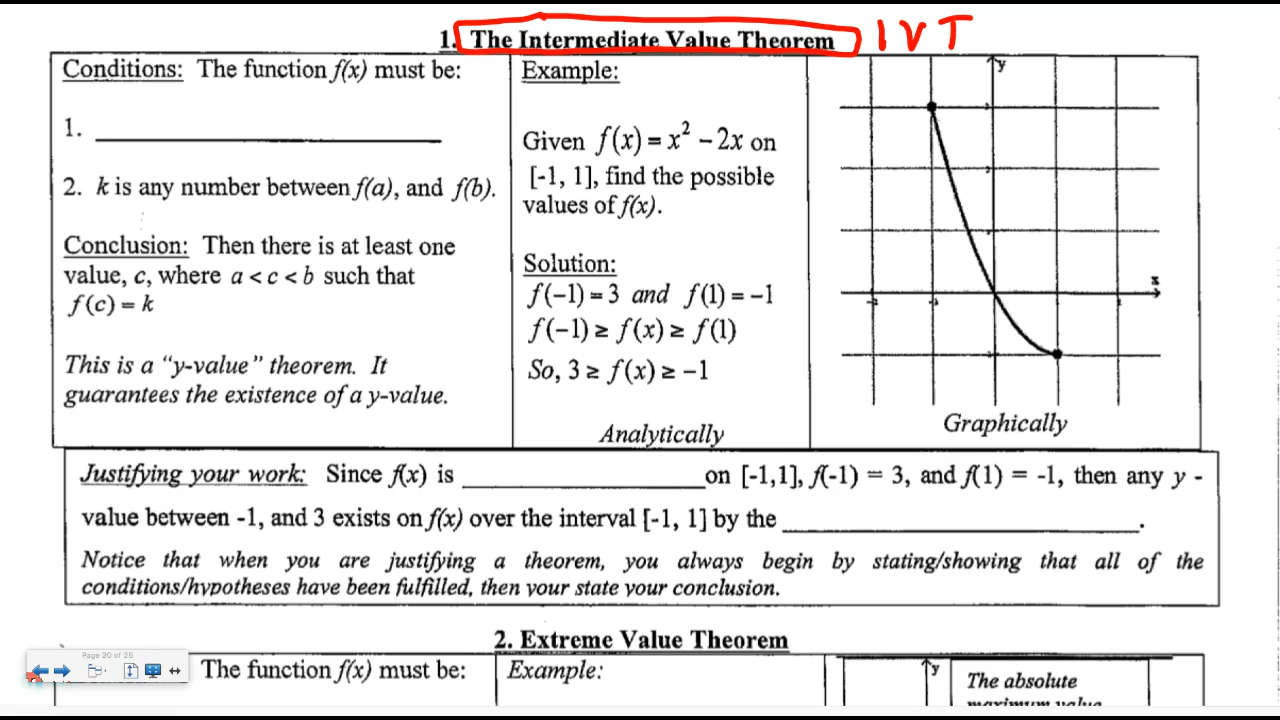 1. The Intermediate Value Theorem IVT
Conditions: The function f(x) must be:
1. ____________________
2. k is any number between f(a), and f(b).
Conclusion: Then there is at least one
value, c, where a < c < b such that
f(c) = k
This is a “y-value” theorem. It
guarantees the existence of a y-value.
Example:
Given f(x) = x² − 2x on
[-1, 1], find the possible
values of f(x).
Solution:
f(−1) = 3 and f(1) = −1
f(−1) ≥ f(x) ≥ f(1)
So, 3 ≥ f(x) ≥ −1
Analytically
y
x
Graphically
Justifying your work: Since f(x) is ____________________ on [-1,1], f(-1) = 3, and f(1) = -1, then any y -
value between -1, and 3 exists on f(x) over the interval [-1, 1] by the ____________________.
Notice that when you are justifying a theorem, you always begin by stating/showing that all of the
conditions/hypotheses have been fulfilled, then your state your conclusion.
2. Extreme Value Theorem
Page 20 of 25
The function f(x) must be:
Example:
y
The absolute
maximum value